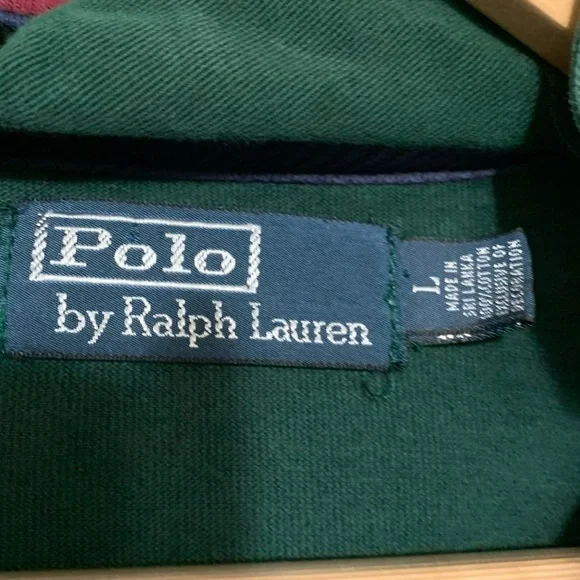 Polo
by Ralph Lauren
L
MADE IN
SRI LANKA
100% COTTON
EXCLUSIVE OF
DECORATION